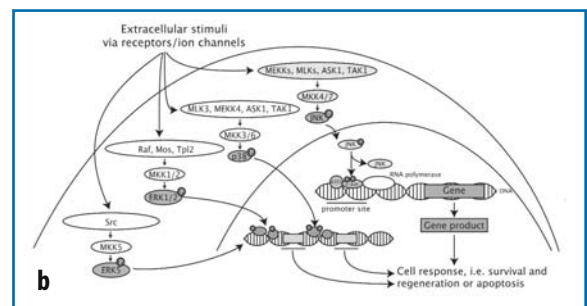 Extracellular stimuli
via receptors/ion channels
MEKKs, MLKs, ASK1, TAK1
MKK4/7
JNK
P
MLK3, MEKK4, ASK1, TAK1
MKK3/6
p38
P
Raf, Mos, Tpl2
MKK1/2
ERK1/2
P
Src
MKK5
ERK5
P
JNK
P
JNK
RNA polymerase
Gene
DNA
promoter site
Gene product
Cell response, i.e. survival and
regeneration or apoptosis
b